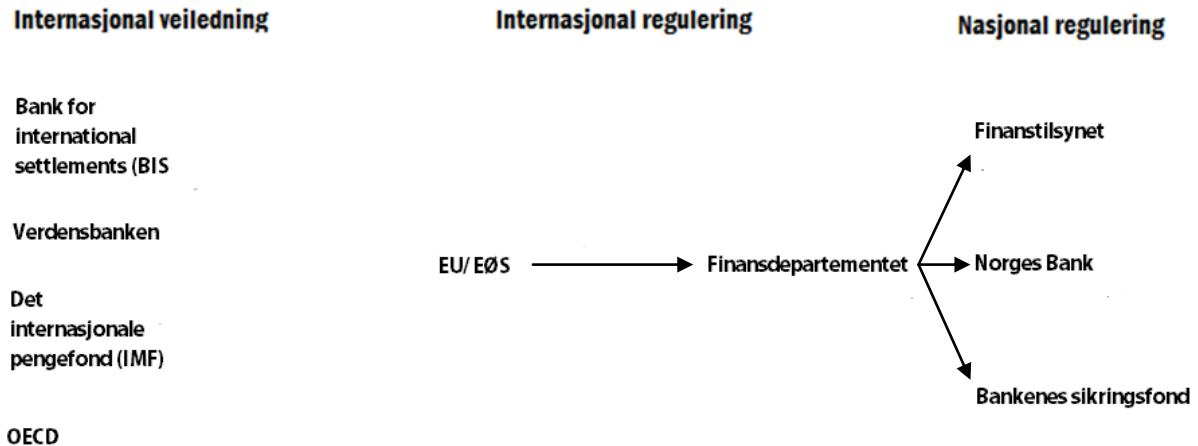 Internasjonal veiledning
Internasjonal regulering
Nasjonal regulering
Bank for
international
settlements (BIS
Verdensbanken
Det
internasjonale
pengefond (IMF)
OECD
EU/ EØS
Finansdepartementet
Finanstilsynet
Norges Bank
Bankenes sikringsfond